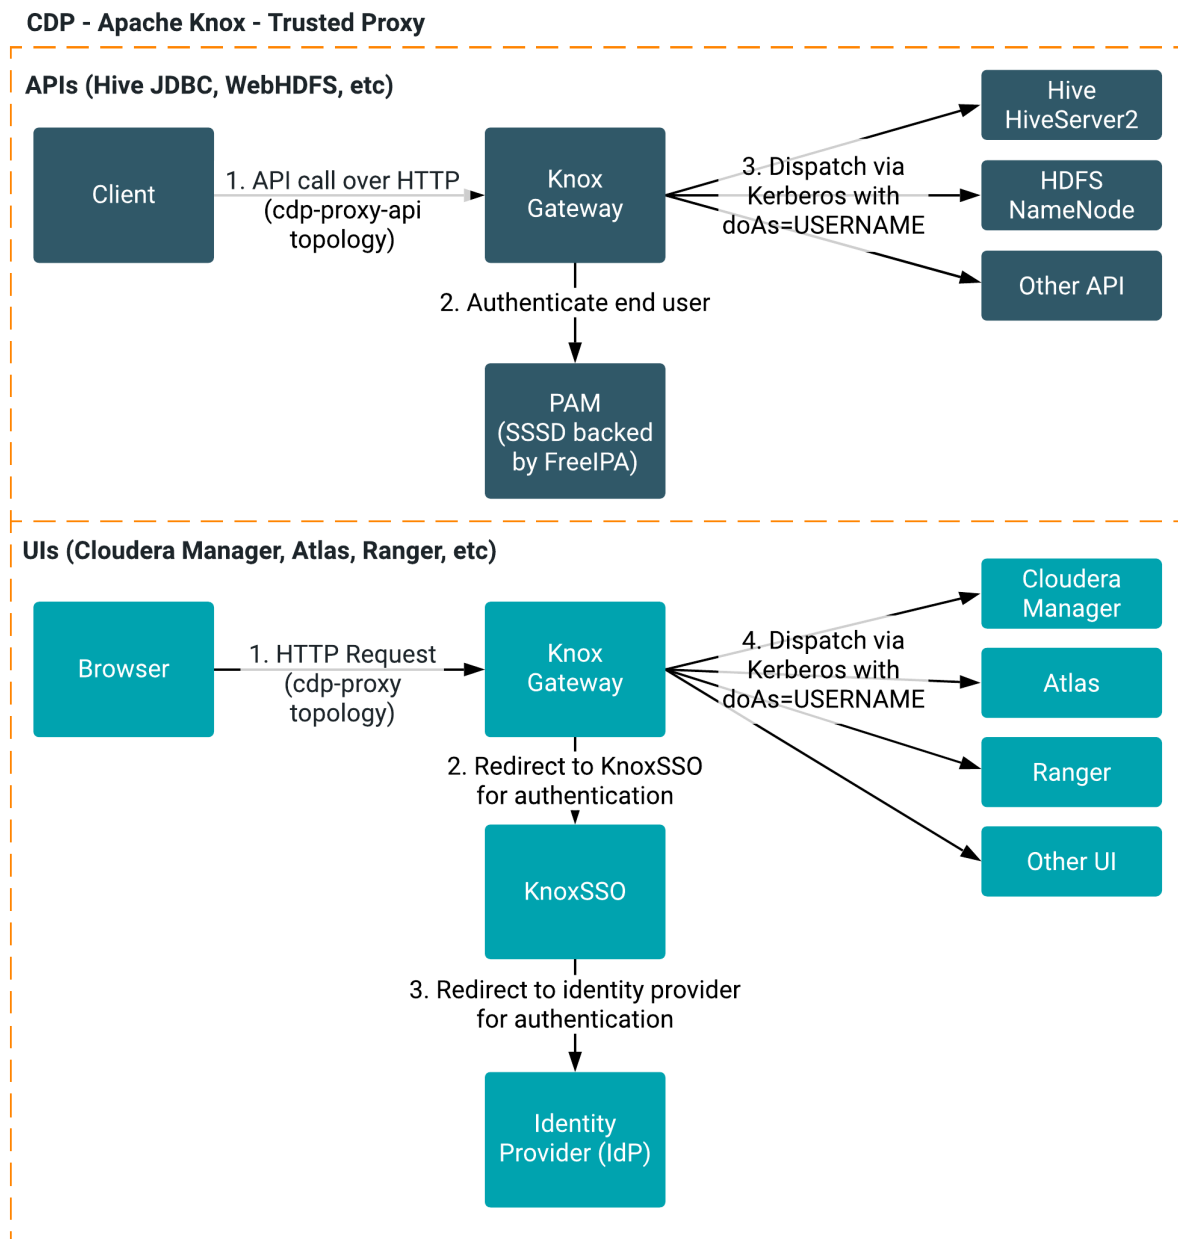 CDP - Apache Knox - Trusted Proxy
APIs (Hive JDBC, WebHDFS, etc)
Client
1. API call over HTTP
(cdp-proxy-api
topology)
Knox
Gateway
3. Dispatch via
Kerberos with
doAs=USERNAME
Hive
HiveServer2
HDFS
NameNode
Other API
2. Authenticate end user
PAM
(SSSD backed
by FreeIPA)
UIs (Cloudera Manager, Atlas, Ranger, etc)
Browser
1. HTTP Request
(cdp-proxy
topology)
Knox
Gateway
4. Dispatch via
Kerberos with
doAs=USERNAME
Cloudera
Manager
Atlas
Ranger
Other UI
2. Redirect to KnoxSSO
for authentication
KnoxSSO
3. Redirect to identity provider
for authentication
Identity
Provider (IdP)